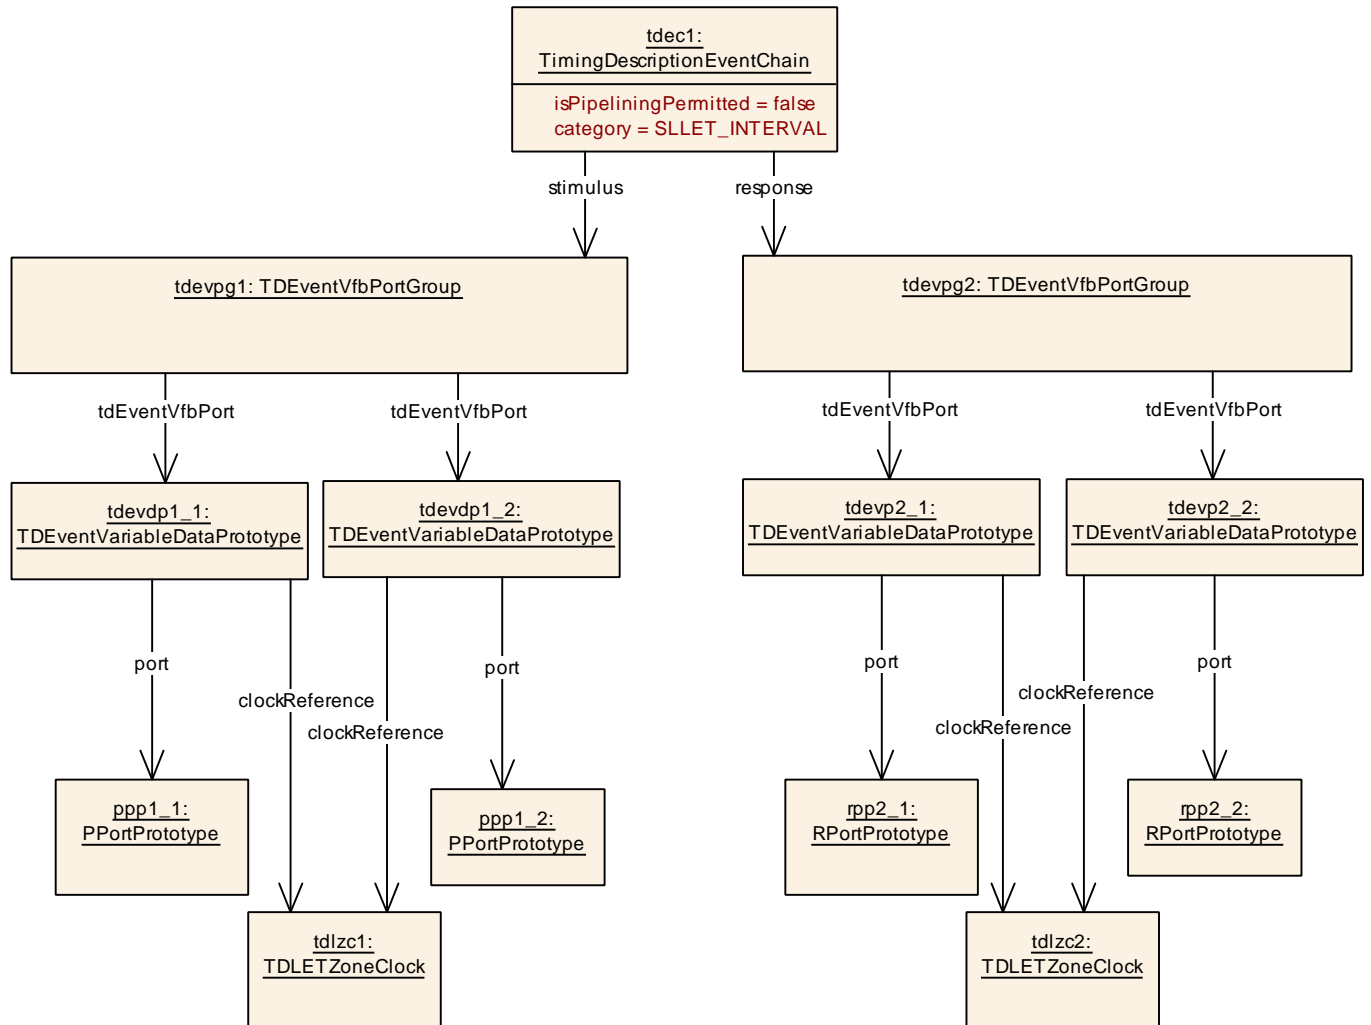 tdec1:
TimingDescriptionEventChain
isPipeliningPermitted = false
category = SLLET_INTERVAL
stimulus
response
tdevpg1: TDEventVfbPortGroup
tdevpg2: TDEventVfbPortGroup
tdEventVfbPort
tdEventVfbPort
tdEventVfbPort
tdEventVfbPort
tdevdp1_1:
TDEventVariableDataPrototype
tdevdp1_2:
TDEventVariableDataPrototype
tdevp2_1:
TDEventVariableDataPrototype
tdevp2_2:
TDEventVariableDataPrototype
port
clockReference
clockReference
port
port
clockReference
clockReference
port
ppp1_1:
PPortPrototype
ppp1_2:
PPortPrototype
rpp2_1:
RPortPrototype
rpp2_2:
RPortPrototype
tdlzc1:
TDLETZoneClock
tdlzc2:
TDLETZoneClock